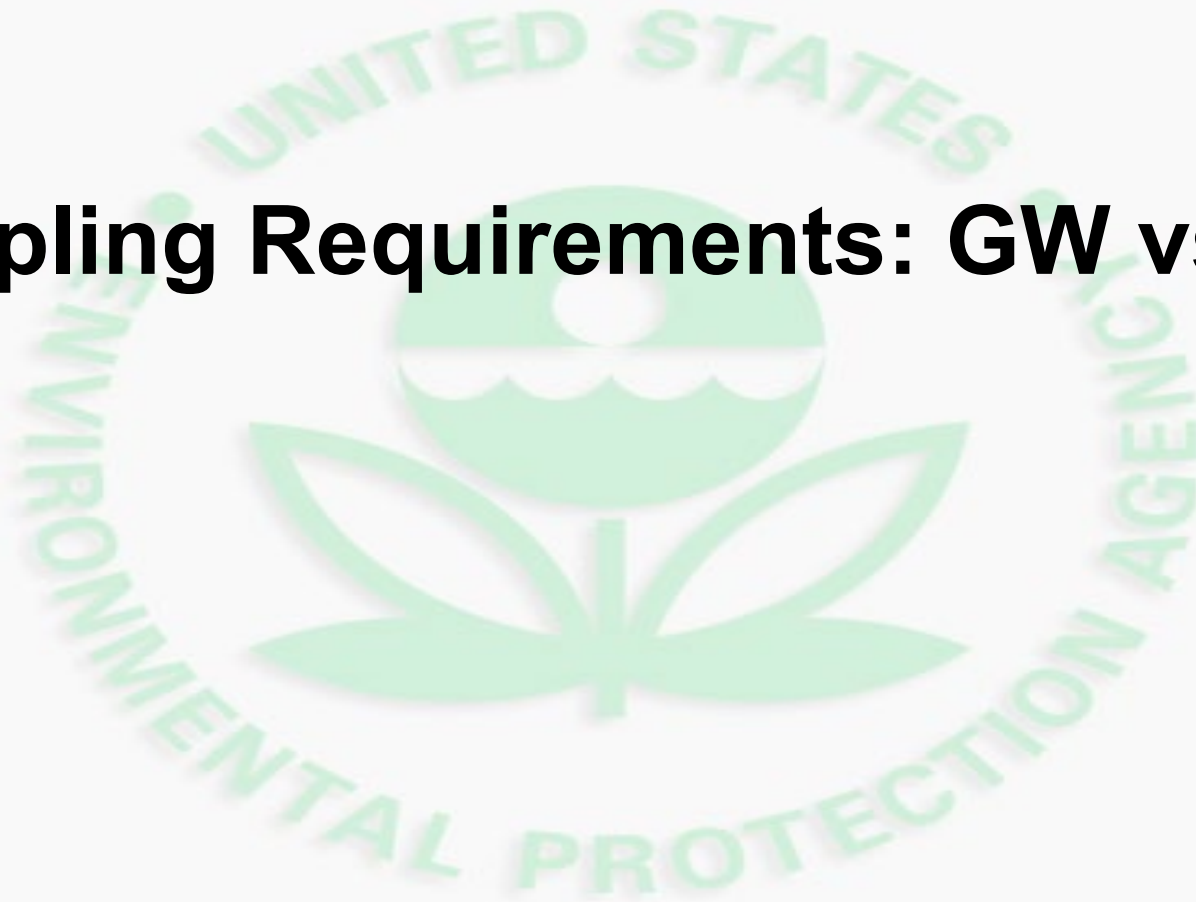 UNITED STATES
pling Requirements: GW vs
ENVIRONMENTAL PROTECTION AGENCY